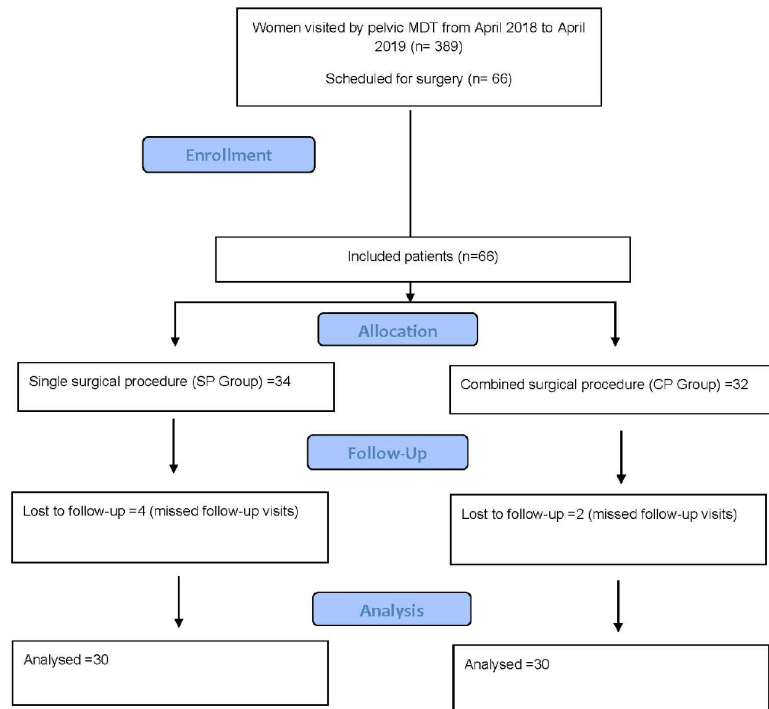 Women visited by pelvic MDT from April 2018 to April
2019 (n= 389)
Scheduled for surgery (n= 66)
Enrollment
Included patients (n=66)
Allocation
Single surgical procedure (SP Group) =34
Combined surgical procedure (CP Group) =32
Follow-Up
Lost to follow-up =4 (missed follow-up visits)
Lost to follow-up =2 (missed follow-up visits)
Analysis
Analysed =30
Analysed =30